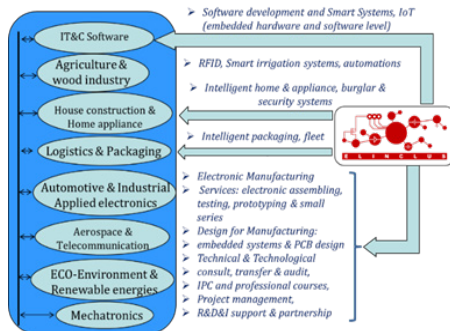 Software development and Smart Systems, IoT
(embedded hardware and software level)
IT&C Software
Agriculture &
wood industry
RFID, Smart irrigation systems, automations
Intelligent home & appliance, burglar &
security systems
House construction &
Home appliance
Intelligent packaging, fleet
Logistics & Packaging
ELINCLUS
Automotive & Industrial
Applied electronics
Aerospace &
Telecommunication
ECO-Environment &
Renewable energies
Mechatronics
Electronic Manufacturing
Services: electronic assembling,
testing, prototyping & small
series
Design for Manufacturing:
embedded systems & PCB design
Technical & Technological
consult, transfer & audit,
IPC and professional courses,
Project management,
R&D&I support & partnership